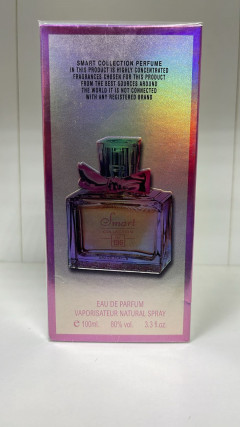 SMART COLLECTION PERFUME
IN THIS PRODUCT IS HIGHLY CONCENTRATED
FRAGRANCES CHOSEN FOR THIS PRODUCT
FROM THE BEST SOURCES AROUND
THE WORLD IT IS NOT CONNECTED
WITH ANY REGISTERED BRAND
Smart
EAU DE PARFUM
VAPORISATEUR NATURAL SPRAY
e 100ml. 80% vol. 3.3 fl.oz